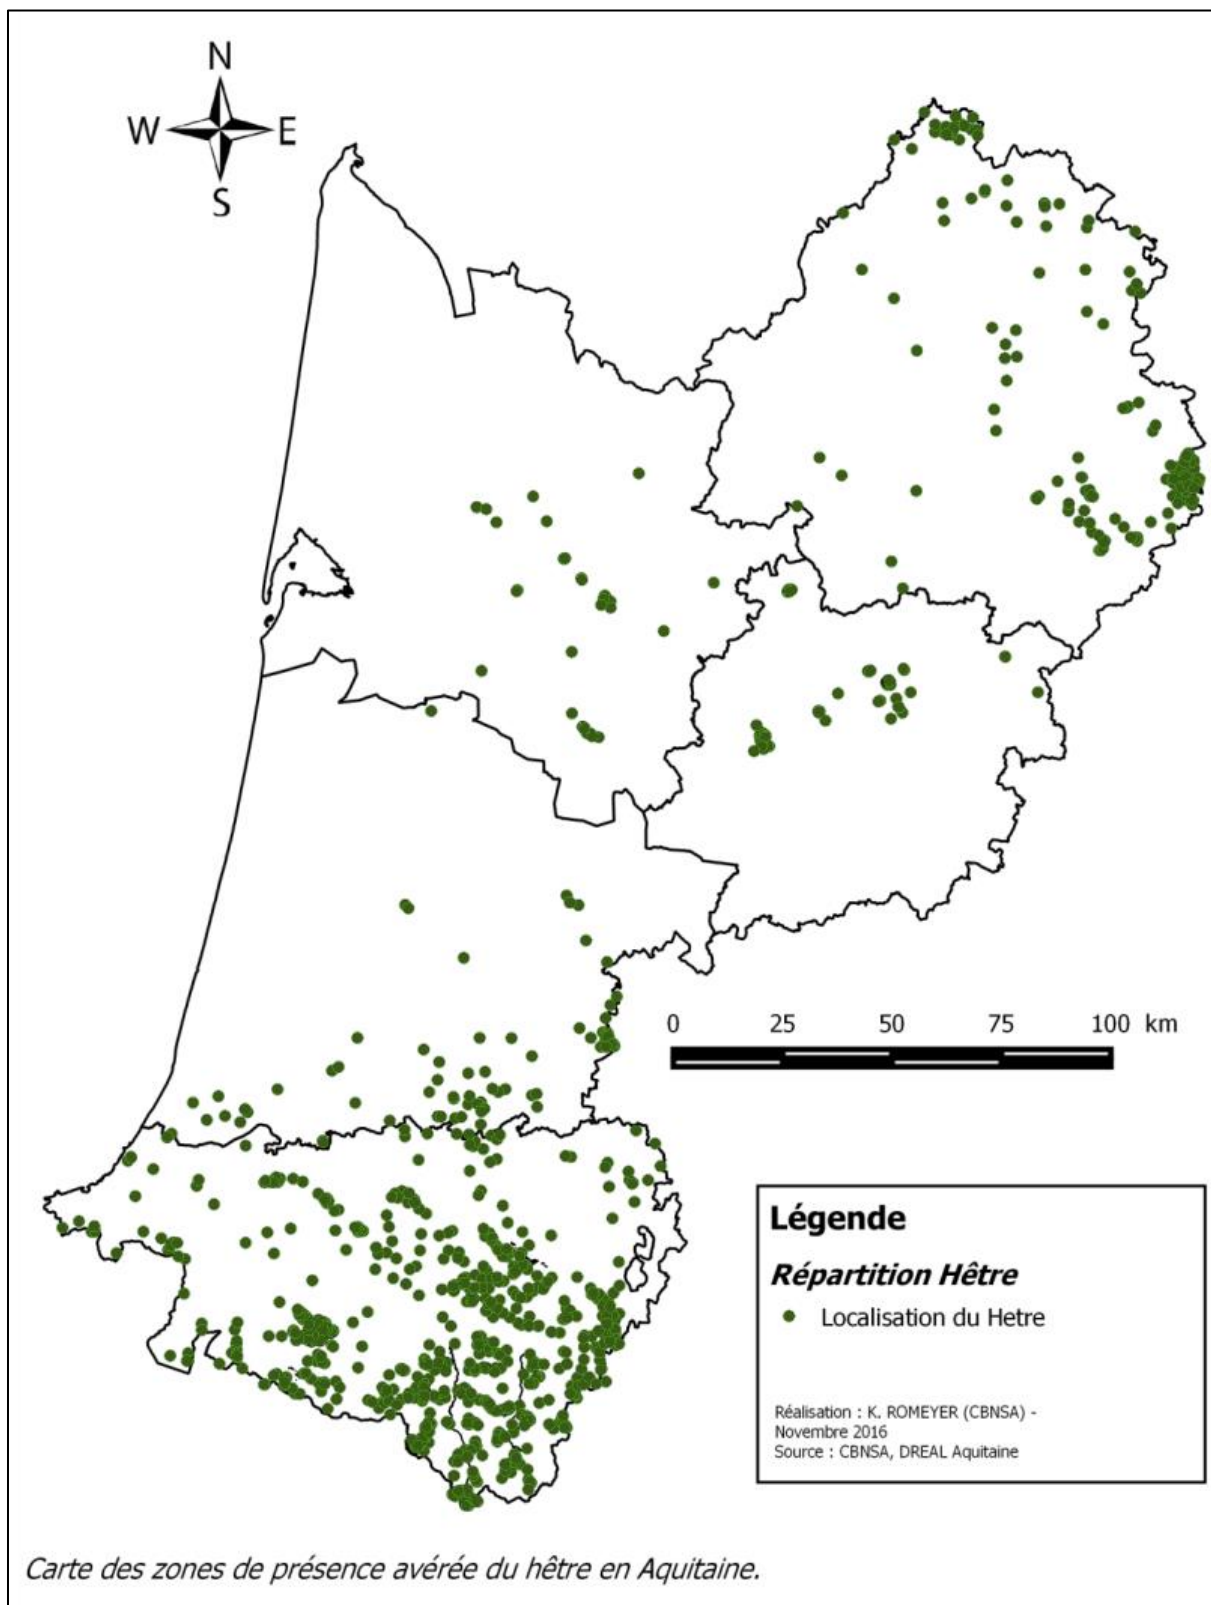 N
W E
S
0 25 50 75 100 km
Légende
Répartition Hêtre
Localisation du Hetre
Réalisation : K. ROMEYER (CBNSA) -
Novembre 2016
Source : CBNSA, DREAL Aquitaine
Carte des zones de présence avérée du hêtre en Aquitaine.